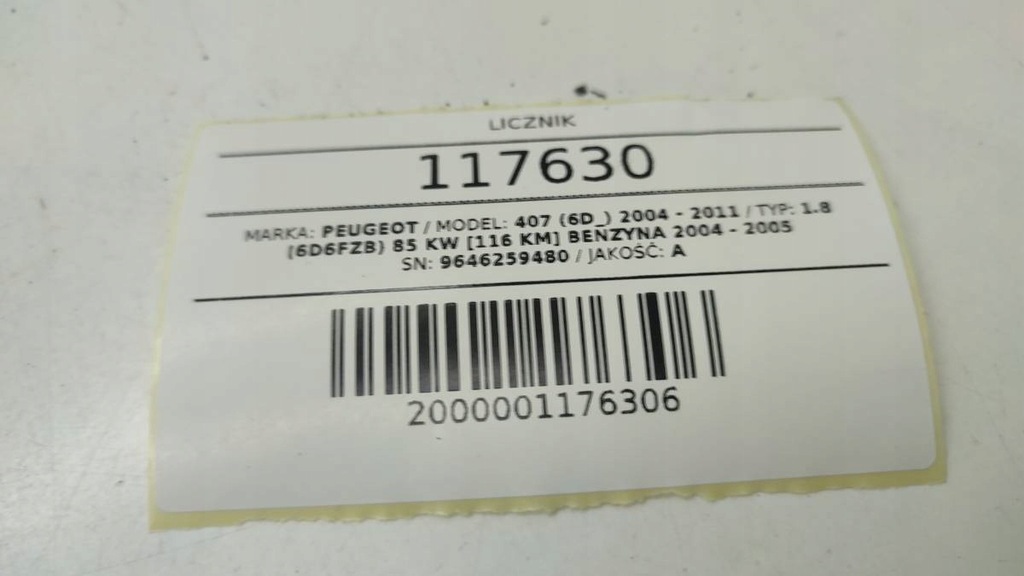 LICZNIK
117630
MARKA: PEUGEOT / MODEL: 407 (6D_) 2004 - 2011 / TYP: 1.8
(6D6FZB) 85 KW [116 KM] BENZYNA 2004 - 2005
SN: 9646259480 / JAKOŚĆ: A
2000001176306